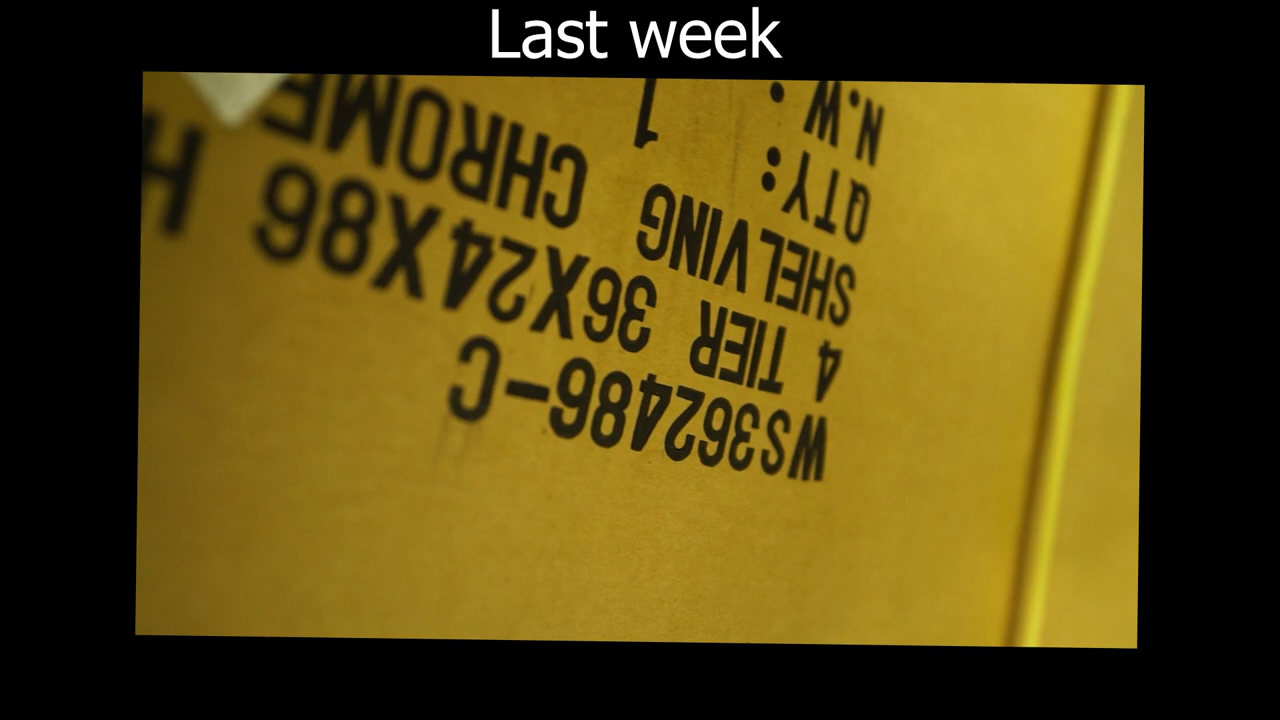 Last week
WS362486-C
4 TIER 36X24X86 H
SHELVING CHROME
QTY: 1
N.W :